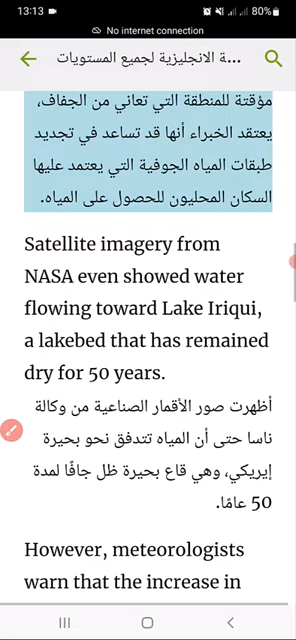 13:13
80%
No internet connection
ة الانجليزية لجميع المستويات...
مؤقتة للمنطقة التي تعاني من الجفاف،
يعتقد الخبراء أنها قد تساعد في تجديد
طبقات المياه الجوفية التي يعتمد عليها
السكان المحليون للحصول على المياه.
Satellite imagery from
NASA even showed water
flowing toward Lake Iriqui,
a lakebed that has remained
dry for 50 years.
أظهرت صور الأقمار الصناعية من وكالة
ناسا حتى أن المياه تتدفق نحو بحيرة
إيريكي، وهي قاع بحيرة ظل جافًا لمدة
50 عامًا.
However, meteorologists
warn that the increase in